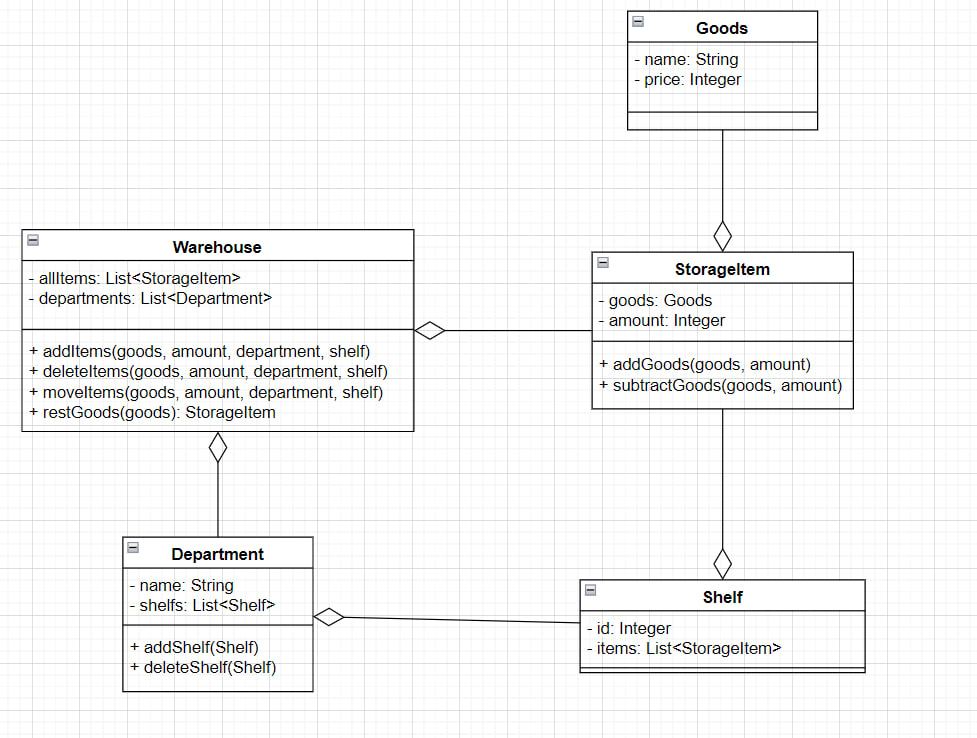 Goods
- name: String
- price: Integer
Warehouse
- allItems: List<StorageItem>
- departments: List<Department>
+ addItems(goods, amount, department, shelf)
+ deleteItems(goods, amount, department, shelf)
+ moveItems(goods, amount, department, shelf)
+ restGoods(goods): StorageItem
StorageItem
- goods: Goods
- amount: Integer
+ addGoods(goods, amount)
+ subtractGoods(goods, amount)
Department
- name: String
- shelfs: List<Shelf>
+ addShelf(Shelf)
+ deleteShelf(Shelf)
Shelf
- id: Integer
- items: List<StorageItem>